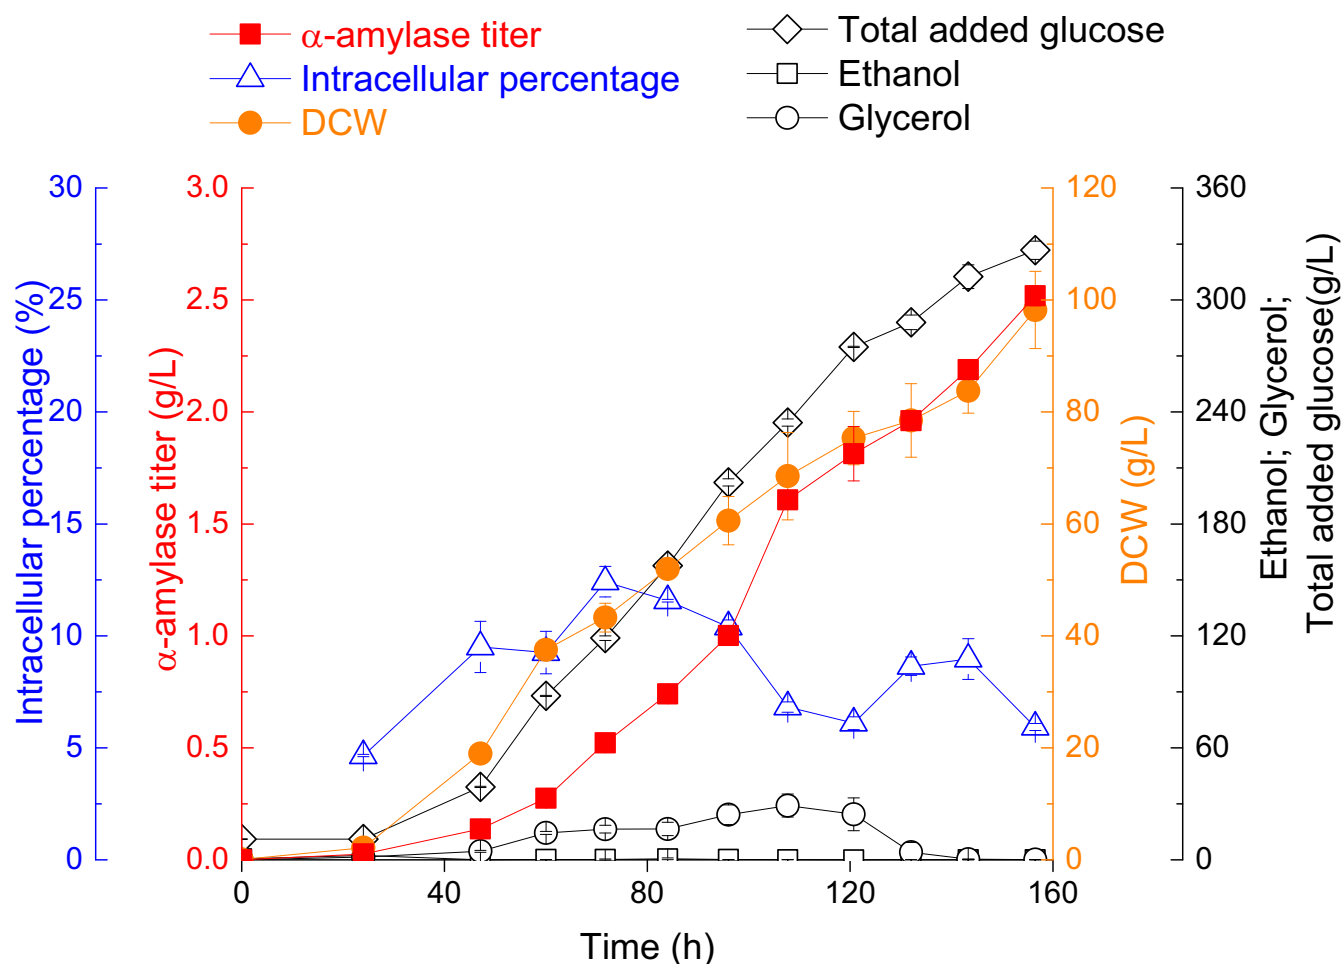 α-amylase titer
Intracellular percentage
DCW
Total added glucose
Ethanol
Glycerol
30
25
20
15
10
5
0
Intracellular percentage (%)
3.0
2.5
2.0
1.5
1.0
0.5
0.0
α-amylase titer (g/L)
120
100
80
60
40
20
0
DCW (g/L)
360
300
240
180
120
60
0
Ethanol; Glycerol;
Total added glucose(g/L)
0
40
80
120
160
Time (h)